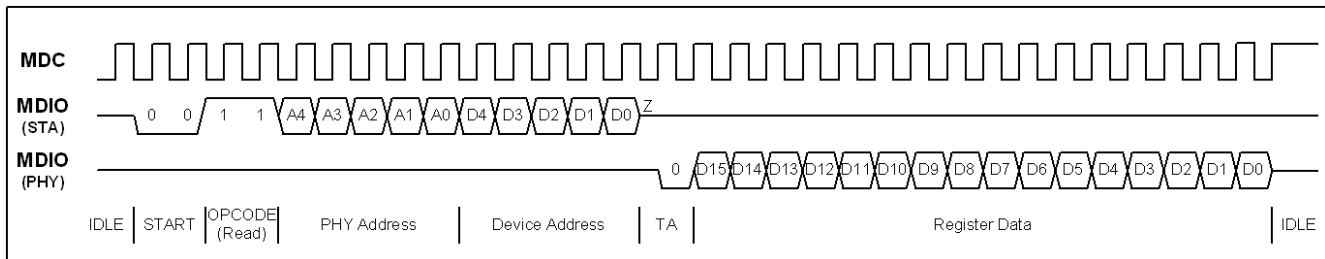 MDC
MDIO
(STA)
0 0 1 1 A4 A3 A2 A1 A0 D4 D3 D2 D1 D0 Z
MDIO
(PHY)
0 D15 D14 D13 D12 D11 D10 D9 D8 D7 D6 D5 D4 D3 D2 D1 D0
IDLE START OPCODE (Read) PHY Address Device Address TA Register Data IDLE